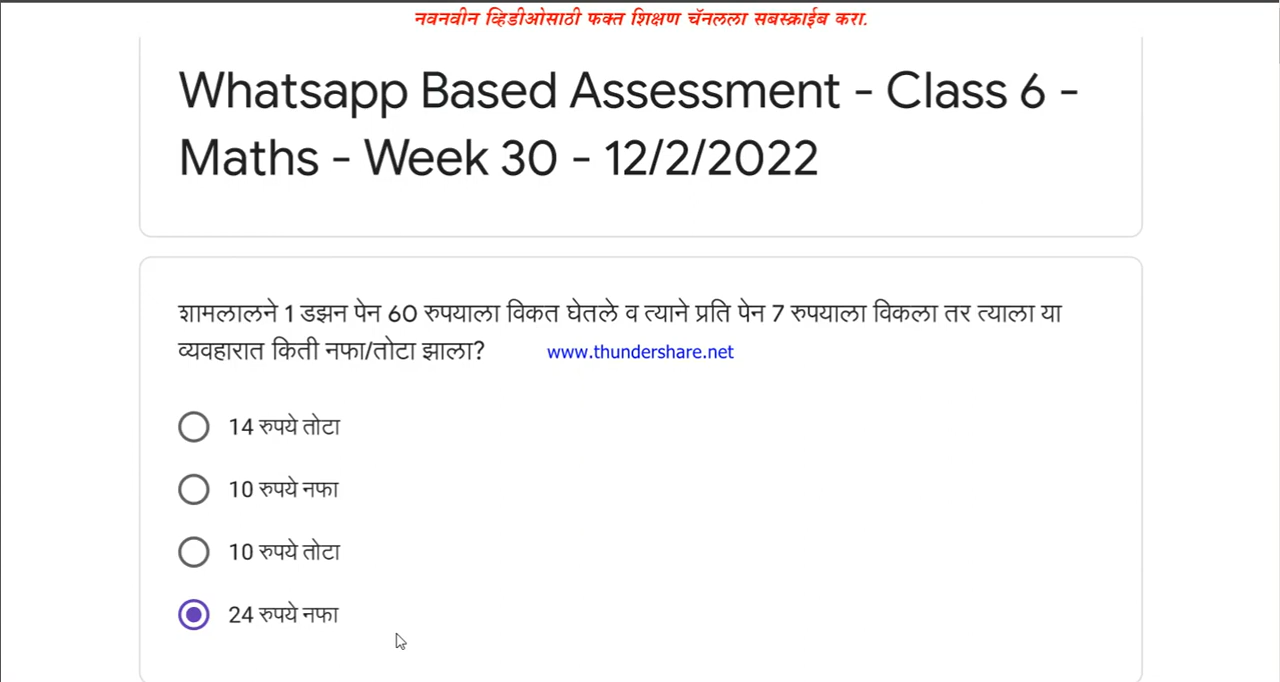 नवनवीन व्हिडीओसाठी फक्त शिक्षण चॅनलला सबस्क्राईब करा.
Whatsapp Based Assessment - Class 6 -
Maths - Week 30 - 12/2/2022
शामलालने 1 डझन पेन 60 रुपयाला विकत घेतले व त्याने प्रति पेन 7 रुपयाला विकला तर त्याला या
व्यवहारात किती नफा/तोटा झाला? www.thundershare.net
14 रुपये तोटा
10 रुपये नफा
10 रुपये तोटा
24 रुपये नफा